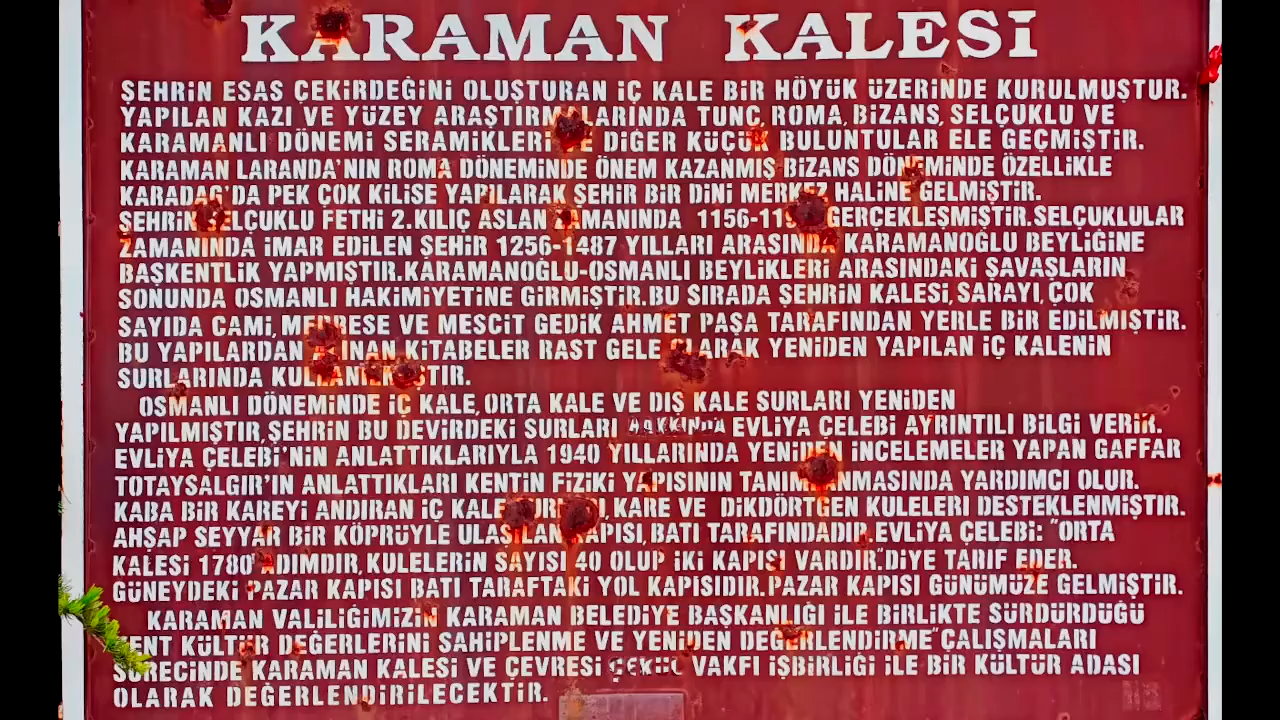 KARAMAN KALESİ
ŞEHRİN ESAS ÇEKİRDEĞİNİ OLUŞTURAN İÇ KALE BİR HÖYÜK ÜZERİNDE KURULMUŞTUR.
YAPILAN KAZI VE YÜZEY ARAŞTIRMALARINDA TUNÇ, ROMA, BİZANS, SELÇUKLU VE
KARAMANLI DÖNEMİ SERAMİKLERİ VE DİĞER KÜÇÜK BULUNTULAR ELE GEÇMİŞTİR.
KARAMAN LARANDA'NIN ROMA DÖNEMİNDE ÖNEM KAZANMIŞ BİZANS DÖNEMİNDE ÖZELLİKLE
KARADAĞ'DA PEK ÇOK KİLİSE YAPILARAK ŞEHİR BİR DİNİ MERKEZ HALİNE GELMİŞTİR.
ŞEHRİN SELÇUKLU FETHİ 2.KILIÇ ASLAN ZAMANINDA 1156-11 GERÇEKLEŞMİŞTİR.SELÇUKLULAR
ZAMANINDA İMAR EDİLEN ŞEHİR 1256-1487 YILLARI ARASINDA KARAMANOĞLU BEYLİĞİNE
BAŞKENTLİK YAPMIŞTIR.KARAMANOĞLU-OSMANLI BEYLİKLERİ ARASINDAKİ ŞAVAŞLARIN
SONUNDA OSMANLI HAKİMİYETİNE GİRMİŞTİR.BU SIRADA ŞEHRİN KALESİ, SARAYI, ÇOK
SAYIDA CAMİ, MEDRESE VE MESCİT GEDİK AHMET PAŞA TARAFINDAN YERLE BİR EDİLMİŞTİR.
BU YAPILARDAN ALINAN KİTABELER RAST GELE OLARAK YENİDEN YAPILAN İÇ KALENİN
SURLARINDA KULLANILMIŞTIR.
OSMANLI DÖNEMİNDE İÇ KALE, ORTA KALE VE DIŞ KALE SURLARI YENİDEN
YAPILMIŞTIR, ŞEHRİN BU DEVİRDEKİ SURLARI HAKKINDA EVLİYA ÇELEBİ AYRINTILI BİLGİ VERİR.
EVLİYA ÇELEBİ'NİN ANLATTIKLARIYLA 1940 YILLARINDA YENİDEN İNCELEMELER YAPAN GAFFAR
TOTAYSALGIR'IN ANLATTIKLARI KENTİN FİZİKİ YAPISININ TANIMLANMASINDA YARDIMCI OLUR.
KABA BİR KAREYİ ANDIRAN İÇ KALE SURLARI, KARE VE DİKDÖRTGEN KULELERİ DESTEKLENMİŞTİR.
AHŞAP SEYYAR BİR KÖPRÜYLE ULAŞILAN KAPISI, BATI TARAFINDADIR.EVLİYA ÇELEBİ: "ORTA
KALESİ 1780 ADIMDIR, KULELERİN SAYISI 40 OLUP İKİ KAPISI VARDIR."DİYE TARİF EDER.
GÜNEYDEKİ PAZAR KAPISI BATI TARAFTAKİ YOL KAPISIDIR.PAZAR KAPISI GÜNÜMÜZE GELMİŞTİR.
KARAMAN VALİLİĞİMİZİN KARAMAN BELEDİYE BAŞKANLIĞI İLE BİRLİKTE SÜRDÜRDÜĞÜ
KENT KÜLTÜR DEĞERLERİNİ SAHİPLENME VE YENİDEN DEĞERLENDİRME"ÇALIŞMALARI
SÜRECİNDE KARAMAN KALESİ VE ÇEVRESİ ÇEKÜL VAKFI İŞBİRLİĞİ İLE BİR KÜLTÜR ADASI
OLARAK DEĞERLENDİRİLECEKTİR.